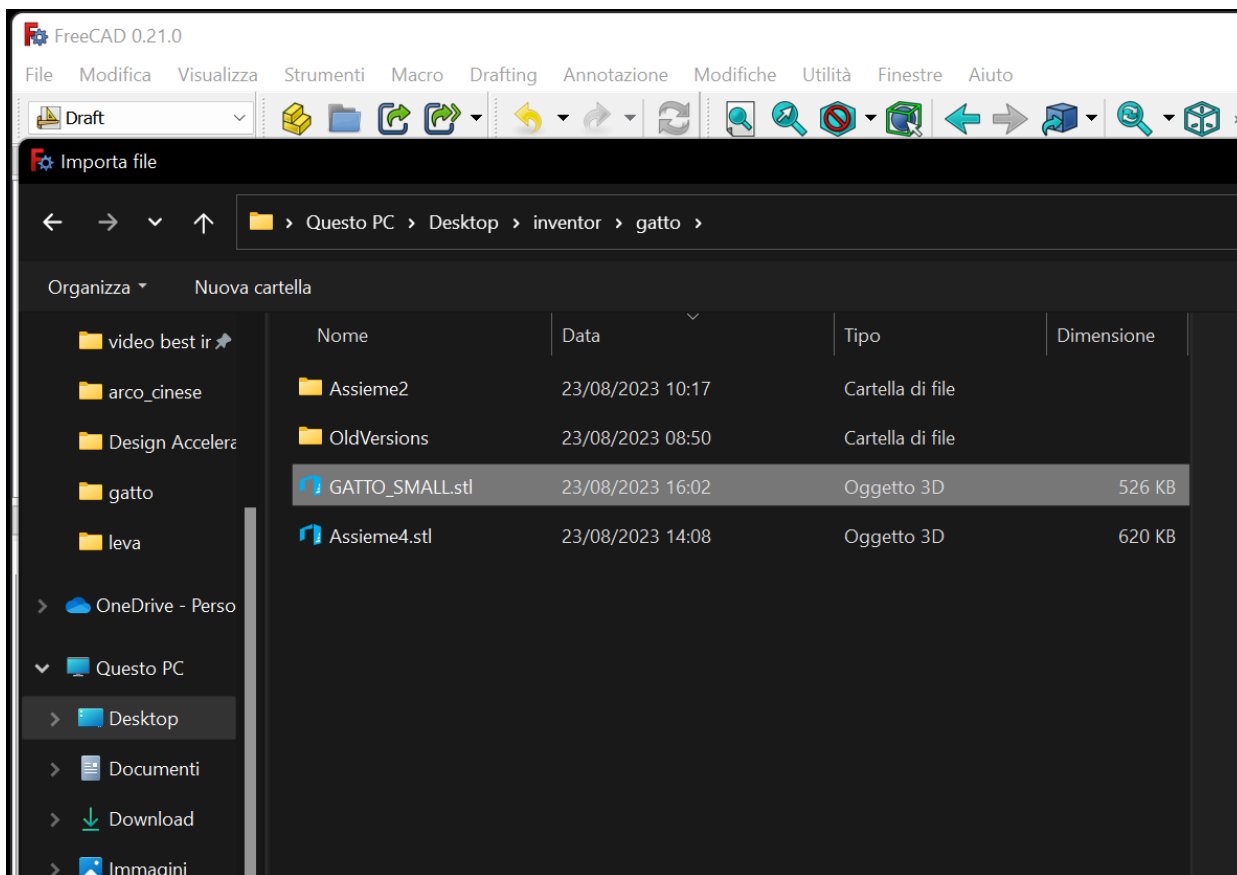 FreeCAD 0.21.0
File Modifica Visualizza Strumenti Macro Drafting Annotazione Modifiche Utilità Finestre Aiuto
Draft
Importa file
Questo PC > Desktop > inventor > gatto >
Organizza Nuova cartella
video best ir
arco_cinese
Design Accelera
gatto
leva
OneDrive - Perso
Questo PC
Desktop
Documenti
Download
Immagini
Nome Data Tipo Dimensione
Assieme2 23/08/2023 10:17 Cartella di file
OldVersions 23/08/2023 08:50 Cartella di file
GATTO_SMALL.stl 23/08/2023 16:02 Oggetto 3D 526 KB
Assieme4.stl 23/08/2023 14:08 Oggetto 3D 620 KB